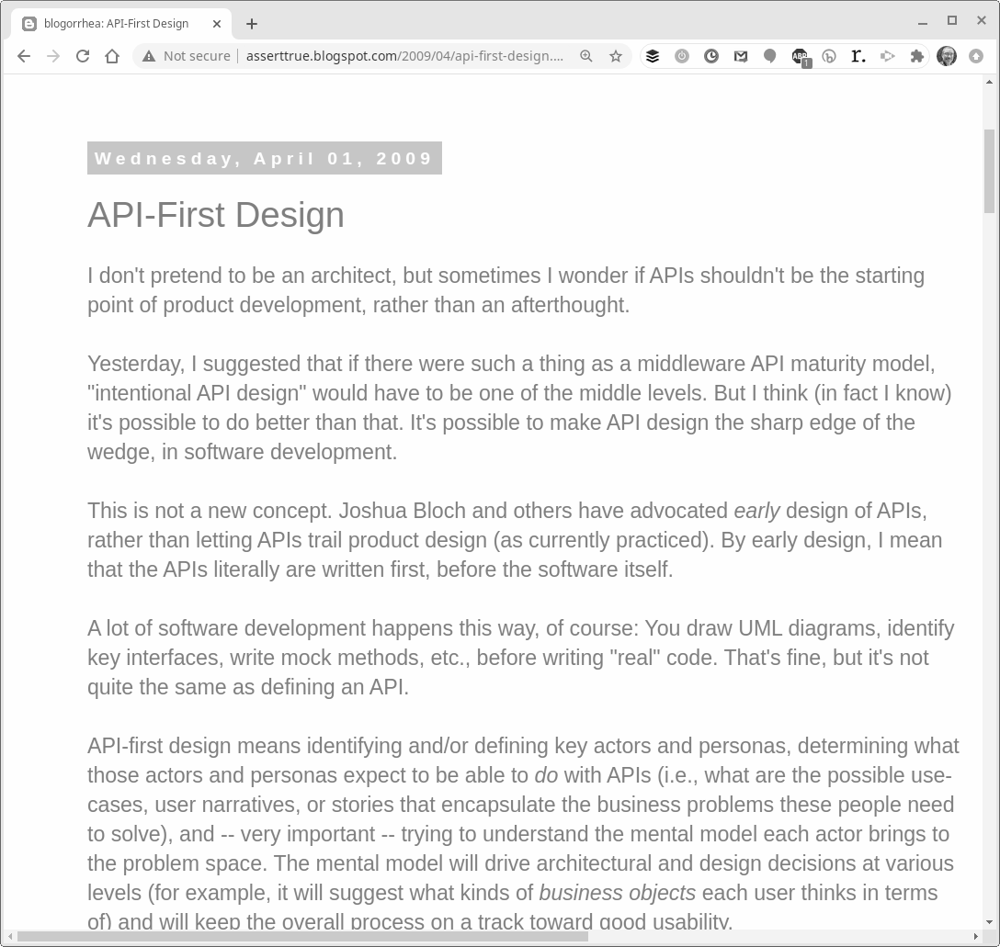 blogorrhea: API-First Design
Not secure
asserttrue.blogspot.com/2009/04/api-first-design....
ABP
1
r.
Wednesday, April 01, 2009
API-First Design
I don't pretend to be an architect, but sometimes I wonder if APIs shouldn't be the starting
point of product development, rather than an afterthought.
Yesterday, I suggested that if there were such a thing as a middleware API maturity model,
"intentional API design" would have to be one of the middle levels. But I think (in fact I know)
it's possible to do better than that. It's possible to make API design the sharp edge of the
wedge, in software development.
This is not a new concept. Joshua Bloch and others have advocated early design of APIs,
rather than letting APIs trail product design (as currently practiced). By early design, I mean
that the APIs literally are written first, before the software itself.
A lot of software development happens this way, of course: You draw UML diagrams, identify
key interfaces, write mock methods, etc., before writing "real" code. That's fine, but it's not
quite the same as defining an API.
API-first design means identifying and/or defining key actors and personas, determining what
those actors and personas expect to be able to do with APIs (i.e., what are the possible use-
cases, user narratives, or stories that encapsulate the business problems these people need
to solve), and -- very important -- trying to understand the mental model each actor brings to
the problem space. The mental model will drive architectural and design decisions at various
levels (for example, it will suggest what kinds of business objects each user thinks in terms
of) and will keep the overall process on a track toward good usability.